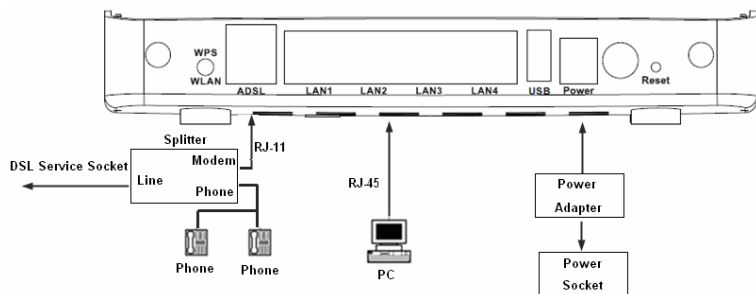 WPS
WLAN
ADSL
LAN1
LAN2
LAN3
LAN4
USB
Power
Reset
Splitter
Modem
RJ-11
DSL Service Socket
Line
Phone
RJ-45
Power
Adapter
Phone
Phone
PC
Power
Socket